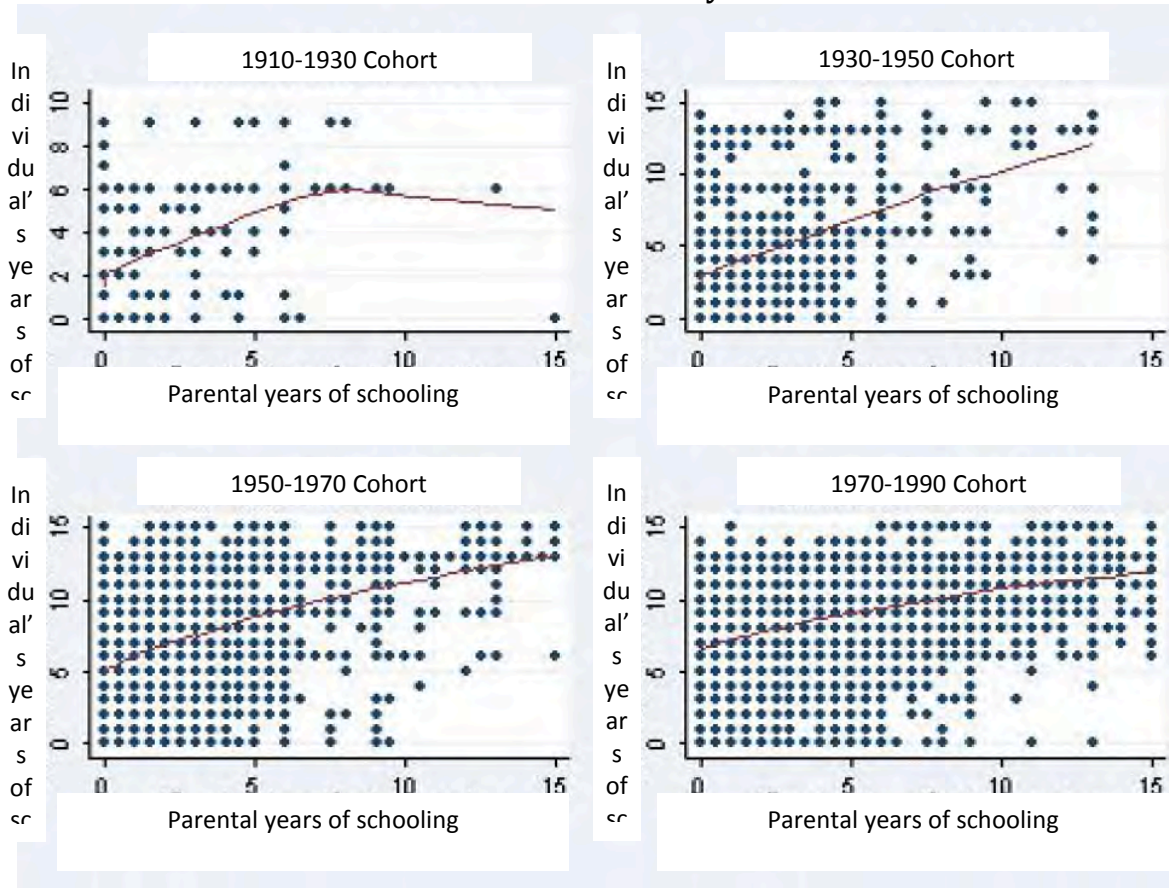 1910-1930 Cohort
In
di
vi
du
al’
s
ye
ar
s
of
sc
10
8
6
4
2
0
0 5 10 15
Parental years of schooling
1930-1950 Cohort
In
di
vi
du
al’
s
ye
ar
s
of
sc
15
10
5
0
0 5 10 15
Parental years of schooling
1950-1970 Cohort
In
di
vi
du
al’
s
ye
ar
s
of
sc
15
10
5
0
0 5 10 15
Parental years of schooling
1970-1990 Cohort
In
di
vi
du
al’
s
ye
ar
s
of
sc
15
10
5
0
0 5 10 15
Parental years of schooling